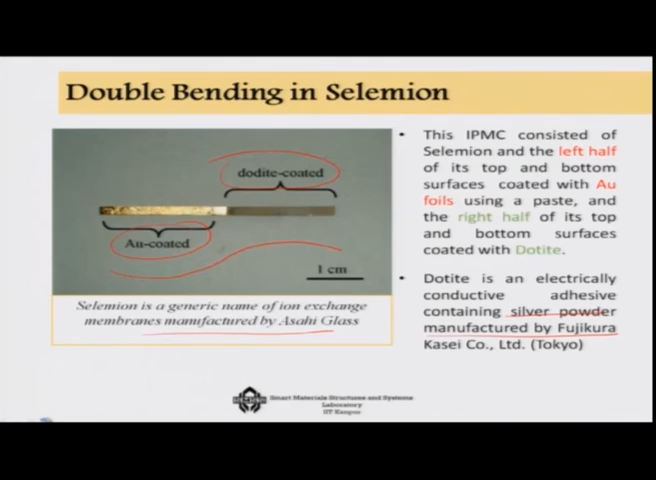 Double Bending in Selemion
dodite-coated
Au-coated
1 cm
Selemion is a generic name of ion exchange
membranes manufactured by Asahi Glass
• This IPMC consisted of
Selemion and the left half
of its top and bottom
surfaces coated with Au
foils using a paste, and
the right half of its top
and bottom surfaces
coated with Dotite.
• Dotite is an electrically
conductive adhesive
containing silver powder
manufactured by Fujikura
Kasei Co., Ltd. (Tokyo)
Smart Materials Structures and Systems
Laboratory
IIT Kanpur